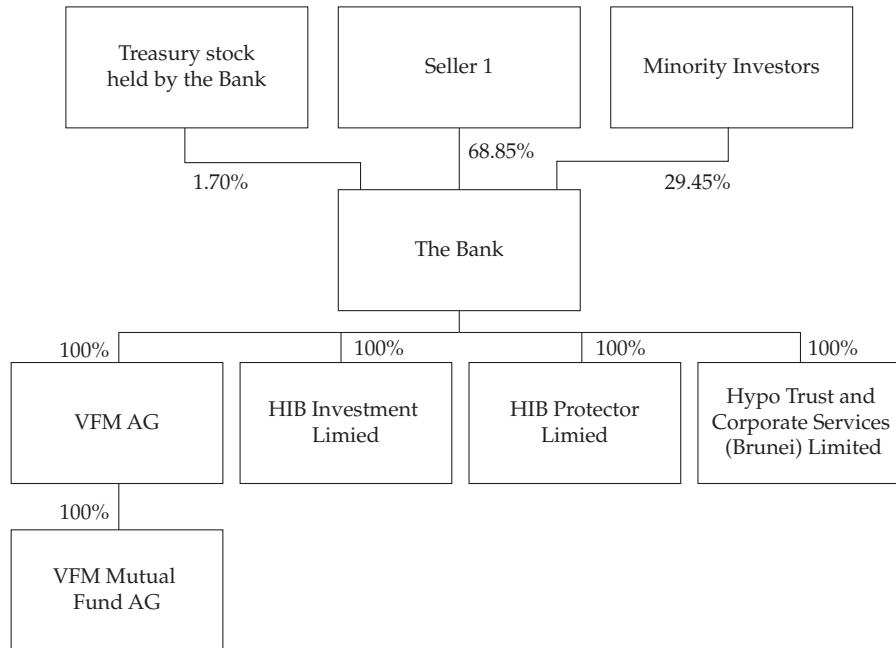 Treasury stock
held by the Bank
Seller 1
Minority Investors
1.70%
68.85%
29.45%
The Bank
100%
100%
100%
100%
VFM AG
HIB Investment
Limied
HIB Protector
Limied
Hypo Trust and
Corporate Services
(Brunei) Limited
100%
VFM Mutual
Fund AG